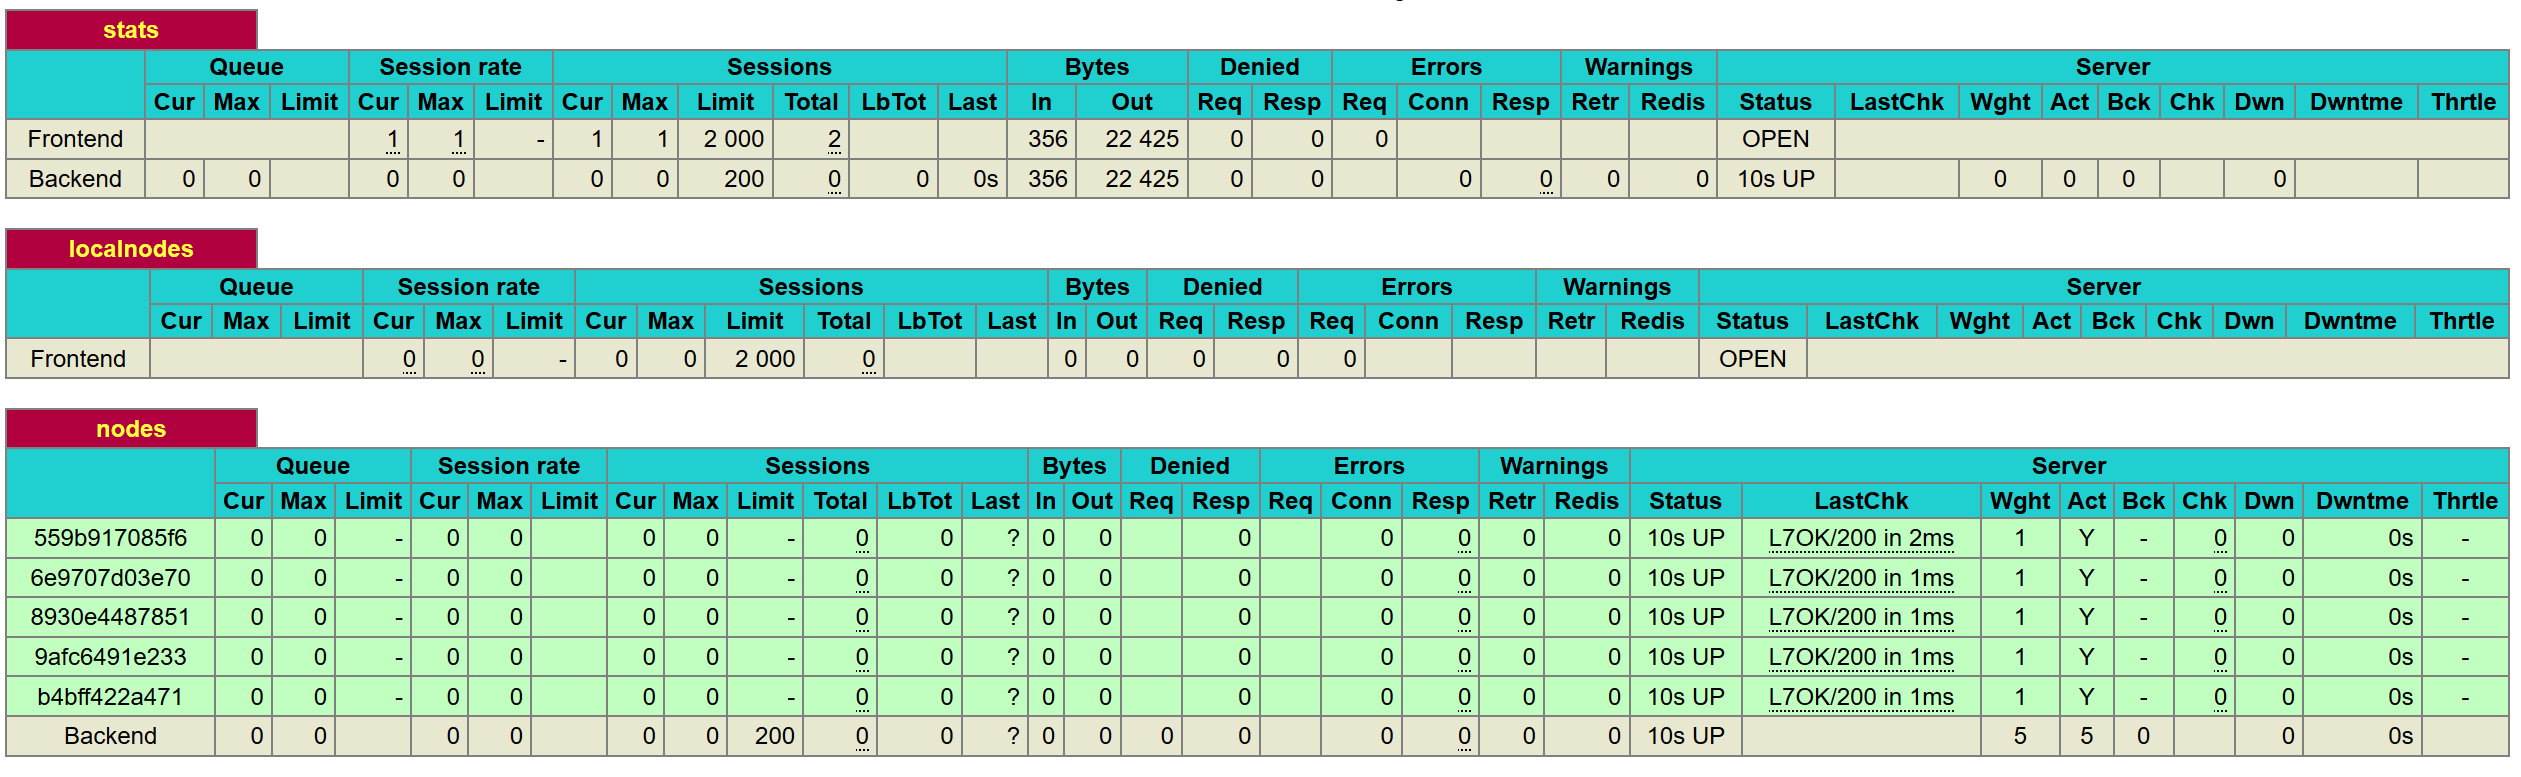 stats
Queue Session rate Sessions Bytes Denied Errors Warnings Server
Cur Max Limit Cur Max Limit Cur Max Limit Total LbTot Last In Out Req Resp Req Conn Resp Retr Redis Status LastChk Wght Act Bck Chk Dwn Dwntme Thrtle
Frontend 1 1 - 1 1 2 000 2 356 22 425 0 0 0 OPEN
Backend 0 0 0 0 0 0 200 0 0 0s 356 22 425 0 0 0 0 0 0 10s UP 0 0 0 0
localnodes
Queue Session rate Sessions Bytes Denied Errors Warnings Server
Cur Max Limit Cur Max Limit Cur Max Limit Total LbTot Last In Out Req Resp Req Conn Resp Retr Redis Status LastChk Wght Act Bck Chk Dwn Dwntme Thrtle
Frontend 0 0 - 0 0 2 000 0 0 0 0 0 0 OPEN
nodes
Queue Session rate Sessions Bytes Denied Errors Warnings Server
Cur Max Limit Cur Max Limit Cur Max Limit Total LbTot Last In Out Req Resp Req Conn Resp Retr Redis Status LastChk Wght Act Bck Chk Dwn Dwntme Thrtle
559b917085f6 0 0 - 0 0 0 0 - 0 0 ? 0 0 0 0 0 0 0 10s UP L7OK/200 in 2ms 1 Y - 0 0 0s -
6e9707d03e70 0 0 - 0 0 0 0 - 0 0 ? 0 0 0 0 0 0 0 10s UP L7OK/200 in 1ms 1 Y - 0 0 0s -
8930e4487851 0 0 - 0 0 0 0 - 0 0 ? 0 0 0 0 0 0 0 10s UP L7OK/200 in 1ms 1 Y - 0 0 0s -
9afc6491e233 0 0 - 0 0 0 0 - 0 0 ? 0 0 0 0 0 0 0 10s UP L7OK/200 in 1ms 1 Y - 0 0 0s -
b4bff422a471 0 0 - 0 0 0 0 - 0 0 ? 0 0 0 0 0 0 0 10s UP L7OK/200 in 1ms 1 Y - 0 0 0s -
Backend 0 0 0 0 0 0 200 0 0 ? 0 0 0 0 0 0 0 0 10s UP 5 5 0 0 0s